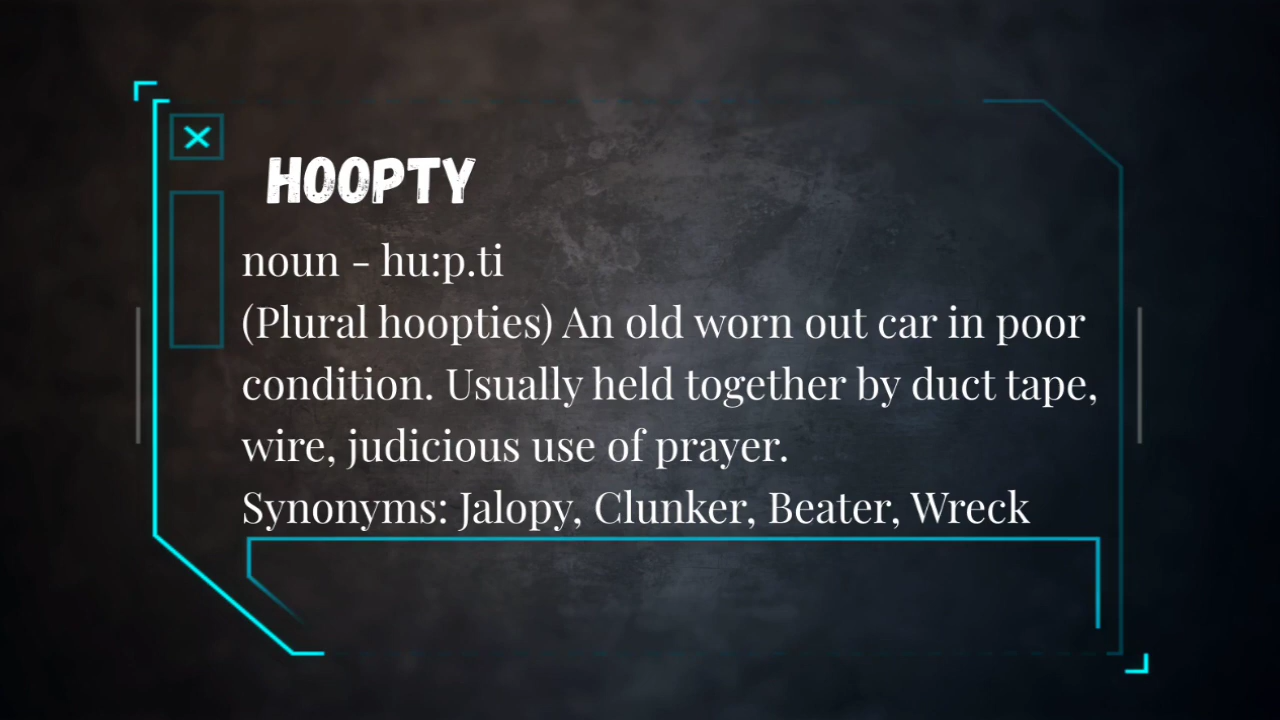 HOOPTY
noun - hu:p.ti
(Plural hoopties) An old worn out car in poor
condition. Usually held together by duct tape,
wire, judicious use of prayer.
Synonyms: Jalopy, Clunker, Beater, Wreck